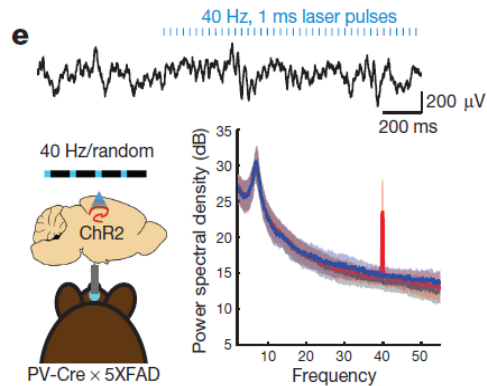 e
40 Hz, 1 ms laser pulses
200 μV
200 ms
40 Hz/random
ChR2
PV-Cre × 5XFAD
Power spectral density (dB)
35
30
25
20
15
5
10 20 30 40 50
Frequency